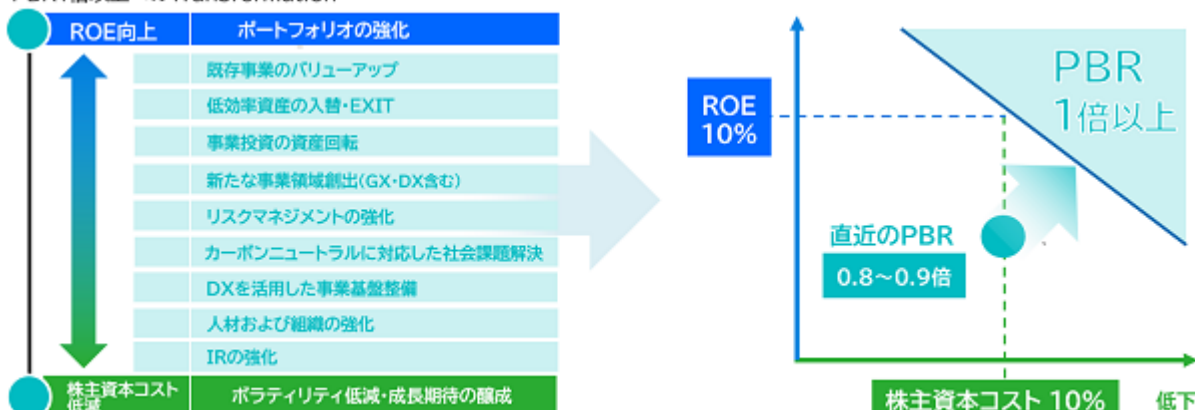 ROE向上
ポートフォリオの強化
既存事業のバリューアップ
低効率資産の入替・EXIT
事業投資の資産回転
新たな事業領域創出(GX・DX含む)
リスクマネジメントの強化
カーボンニュートラルに対応した社会課題解決
DXを活用した事業基盤整備
人材および組織の強化
IRの強化
株主資本コスト
低減
ボラティリティ低減・成長期待の醸成
PBR
1倍以上
ROE
10%
直近のPBR
0.8～0.9倍
株主資本コスト 10%
低下